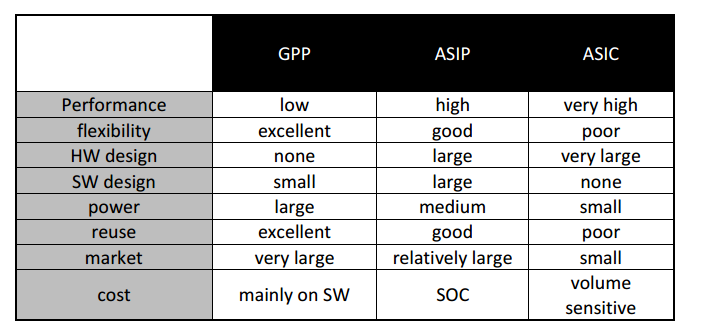 GPP ASIP ASIC
Performance low high very high
flexibility excellent good poor
HW design none large very large
SW design small large none
power large medium small
reuse excellent good poor
market very large relatively large small
cost mainly on SW SOC volume
sensitive